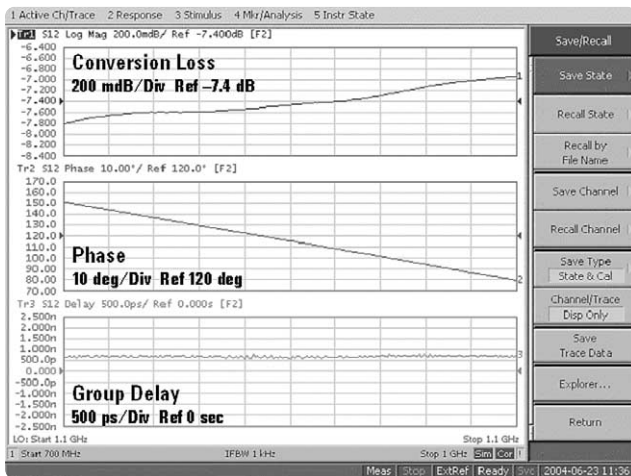 1 Active Ch/Trace 2 Response 3 Stimulus 4 Mkr/Analysis 5 Instr State
Tr1 S12 Log Mag 200.0mdB/ Ref -7.400dB [F2]
-6.400
-6.600
-6.800
-7.000
-7.200
-7.400
-7.600
-7.800
-8.000
-8.200
-8.400
Conversion Loss
200 mdB/Div Ref –7.4 dB
1
Tr2 S12 Phase 10.00°/ Ref 120.0° [F2]
170.0
160.0
150.0
140.0
130.0
120.0
110.0
100.0
90.00
80.00
70.00
Phase
10 deg/Div Ref 120 deg
2
Tr3 S12 Delay 500.0ps/ Ref 0.000s [F2]
2.500n
2.000n
1.500n
1.000n
500.0p
0.000
-500.0p
-1.000n
-1.500n
-2.000n
-2.500n
3
Group Delay
500 ps/Div Ref 0 sec
LO: Start 1.1 GHz
Stop 1.1 GHz
1 Start 700 MHz
IFBW 1 kHz
Stop 1 GHz Sim Cor !
Meas Stop ExtRef Ready Svc 2004-06-23 11:36
Save/Recall
Save State
Recall State
Recall by
File Name
Save Channel
Recall Channel
Save Type
State & Cal
Channel/Trace
Disp Only
Save
Trace Data
Explorer...
Return